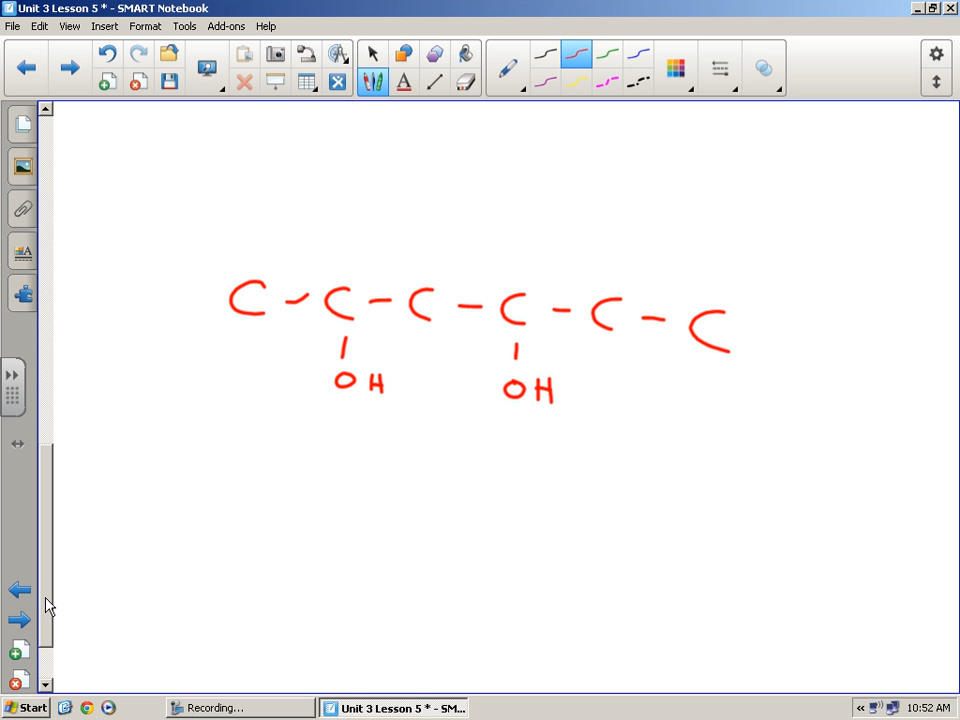 Unit 3 Lesson 5 * - SMART Notebook
File Edit View Insert Format Tools Add-ons Help
C - C - C - C - C - C
OH OH
Start Recording... Unit 3 Lesson 5 * - SM... « 10:52 AM